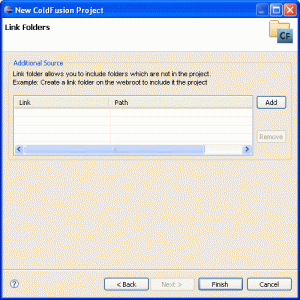 New ColdFusion Project
Link Folders
CF
Additional Source
Link folder allows you to include folders which are not in the project.
Example: Create a link folder on the webroot to include it the project
Link Path
Add
Remove
?
< Back Next > Finish Cancel